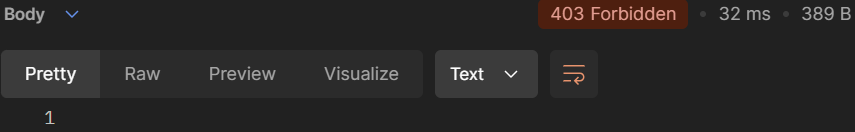 Body 403 Forbidden • 32 ms • 389 B
Pretty Raw Preview Visualize Text
1